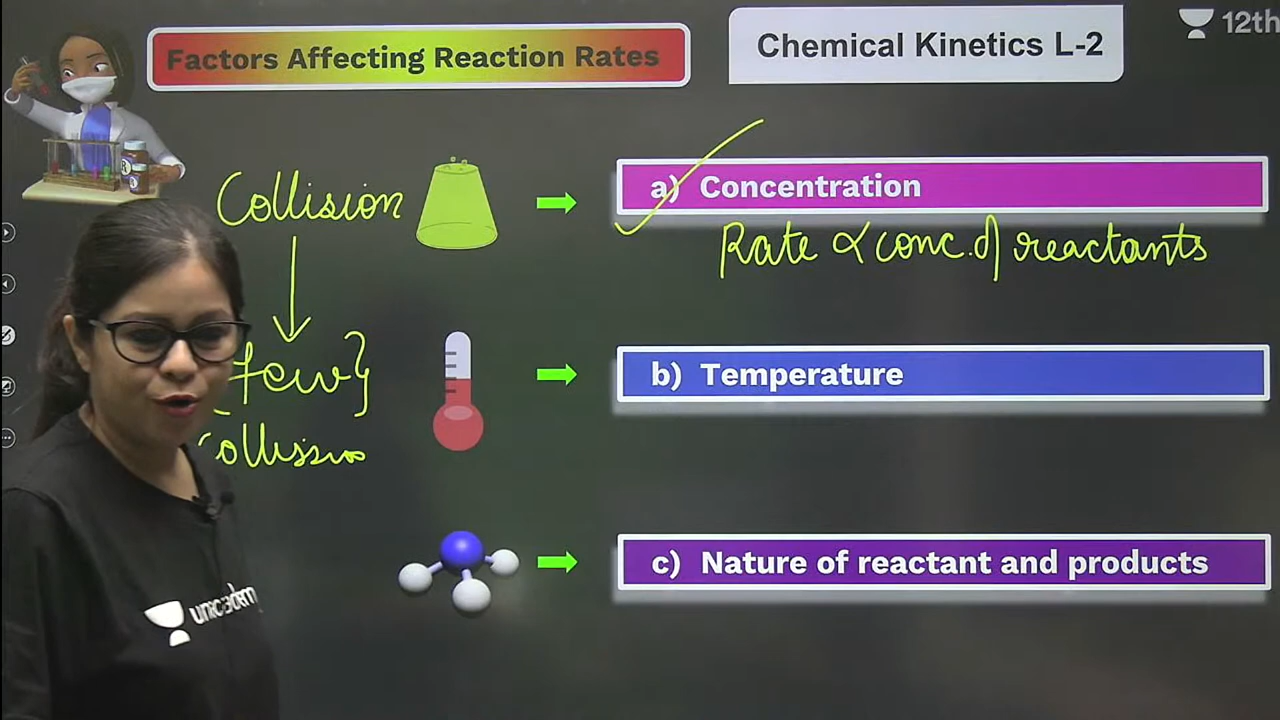 Factors Affecting Reaction Rates
Chemical Kinetics L-2
12th
Collision
a) Concentration
Rate ∝ conc. of reactants
few}
b) Temperature
collission
c) Nature of reactant and products
unacademy